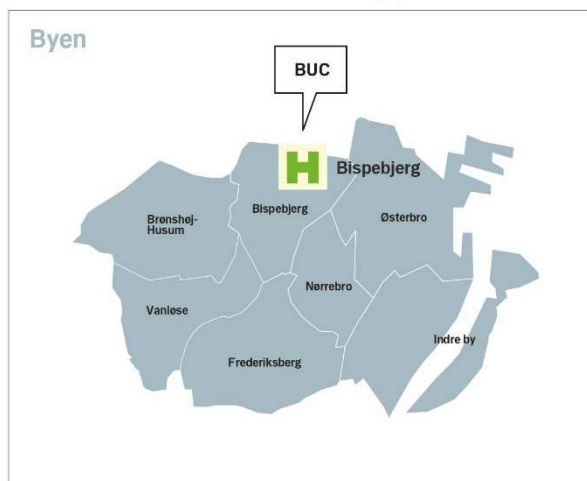 Byen
BUC
H
Bispebjerg
Bispebjerg
Brønshøj-
Husum
Østerbro
Nørrebro
Vanløse
Indre by
Frederiksberg